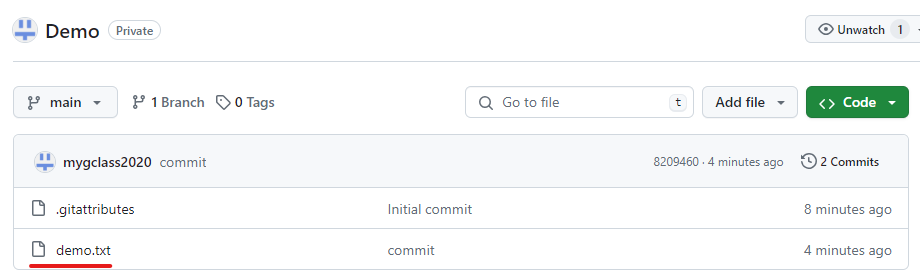 Demo Private Unwatch 1
main 1 Branch 0 Tags Go to file t Add file Code
mygclass2020 commit 8209460 · 4 minutes ago 2 Commits
.gitattributes Initial commit 8 minutes ago
demo.txt commit 4 minutes ago